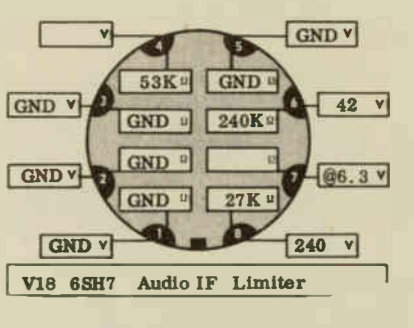 V
4
5
GND V
53K Ω
GND Ω
GND V
3
6
42 V
GND Ω
240K Ω
GND Ω
Ω
GND V
2
7
@6.3 V
GND Ω
27K Ω
GND V
1
8
240 V
V18 6SH7 Audio IF Limiter